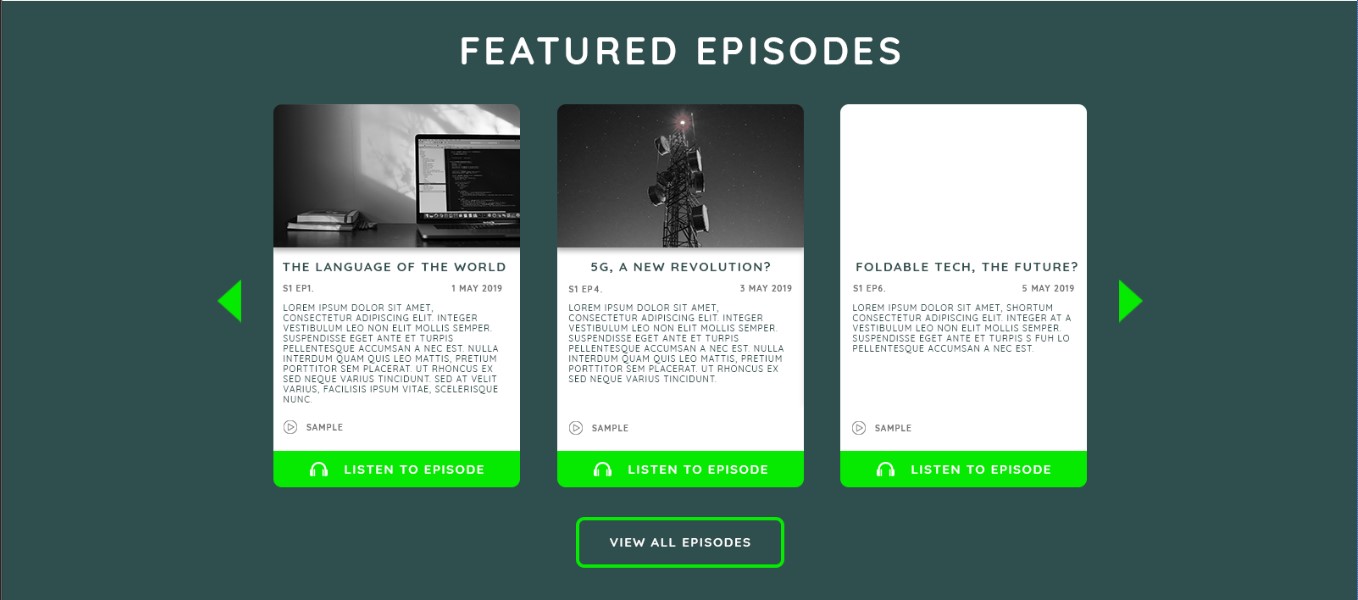 FEATURED EPISODES
THE LANGUAGE OF THE WORLD
S1 EP1. 1 MAY 2019
LOREM IPSUM DOLOR SIT AMET,
CONSECTETUR ADIPISCING ELIT. INTEGER
VESTIBULUM LEO NON ELIT MOLLIS SEMPER.
SUSPENDISSE EGET ANTE ET TURPIS
PELLENTESQUE ACCUMSAN A NEC EST. NULLA
INTERDUM QUAM QUIS LEO MATTIS, PRETIUM
PORTTITOR SEM PLACERAT. UT RHONCUS EX
SED NEQUE VARIUS TINCIDUNT. SED AT VELIT
VARIUS, FACILISIS IPSUM VITAE, SCELERISQUE
NUNC.
SAMPLE
LISTEN TO EPISODE
5G, A NEW REVOLUTION?
S1 EP4. 3 MAY 2019
LOREM IPSUM DOLOR SIT AMET,
CONSECTETUR ADIPISCING ELIT. INTEGER
VESTIBULUM LEO NON ELIT MOLLIS SEMPER.
SUSPENDISSE EGET ANTE ET TURPIS
PELLENTESQUE ACCUMSAN A NEC EST. NULLA
INTERDUM QUAM QUIS LEO MATTIS, PRETIUM
PORTTITOR SEM PLACERAT. UT RHONCUS EX
SED NEQUE VARIUS TINCIDUNT.
SAMPLE
LISTEN TO EPISODE
FOLDABLE TECH, THE FUTURE?
S1 EP6. 5 MAY 2019
LOREM IPSUM DOLOR SIT AMET, SHORTUM
CONSECTETUR ADIPISCING ELIT. INTEGER AT A
VESTIBULUM LEO NON ELIT MOLLIS SEMPER.
SUSPENDISSE EGET ANTE ET TURPIS S FUH LO
PELLENTESQUE ACCUMSAN A NEC EST.
SAMPLE
LISTEN TO EPISODE
VIEW ALL EPISODES